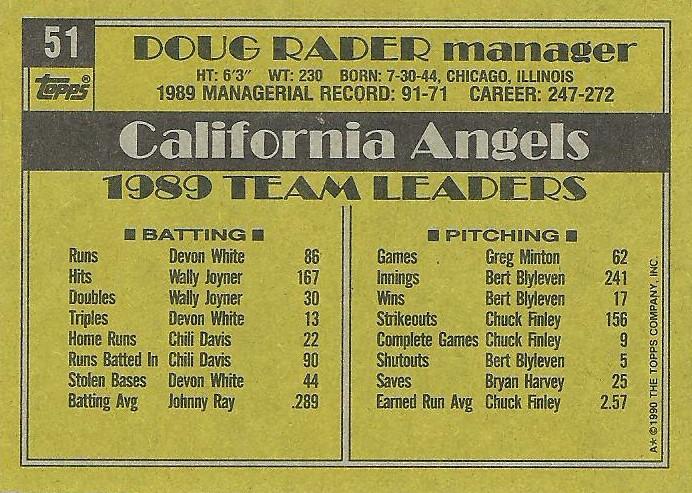 51
Topps®
DOUG RADER manager
HT: 6'3" WT: 230 BORN: 7-30-44, CHICAGO, ILLINOIS
1989 MANAGERIAL RECORD: 91-71 CAREER: 247-272
California Angels
1989 TEAM LEADERS
BATTING
Runs Devon White 86
Hits Wally Joyner 167
Doubles Wally Joyner 30
Triples Devon White 13
Home Runs Chili Davis 22
Runs Batted In Chili Davis 90
Stolen Bases Devon White 44
Batting Avg Johnny Ray .289
PITCHING
Games Greg Minton 62
Innings Bert Blyleven 241
Wins Bert Blyleven 17
Strikeouts Chuck Finley 156
Complete Games Chuck Finley 9
Shutouts Bert Blyleven 5
Saves Bryan Harvey 25
Earned Run Avg Chuck Finley 2.57
A* © 1990 THE TOPPS COMPANY, INC.